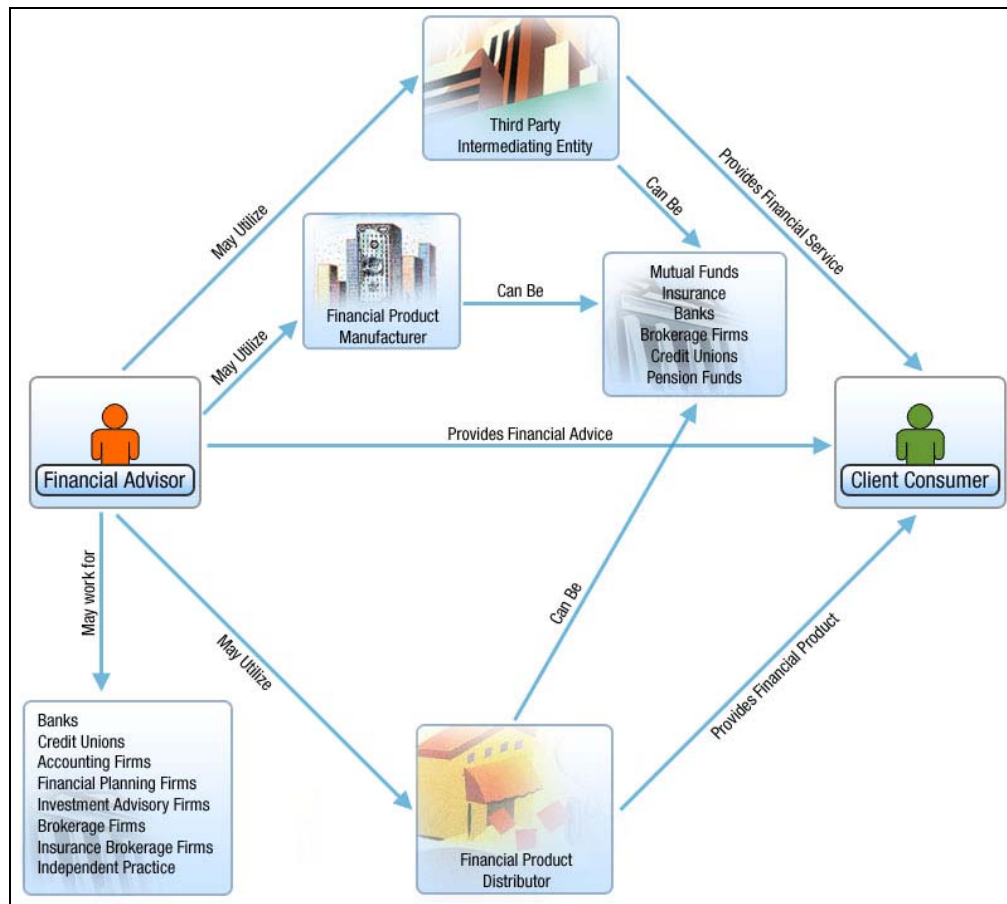 Third Party
Intermediating Entity
May Utilize
Provides Financial Service
Can Be
Financial Product
Manufacturer
May Utilize
Can Be
Mutual Funds
Insurance
Banks
Brokerage Firms
Credit Unions
Pension Funds
Financial Advisor
Provides Financial Advice
Client Consumer
May work for
May Utilize
Can Be
Provides Financial Product
Banks
Credit Unions
Accounting Firms
Financial Planning Firms
Investment Advisory Firms
Brokerage Firms
Insurance Brokerage Firms
Independent Practice
Financial Product
Distributor